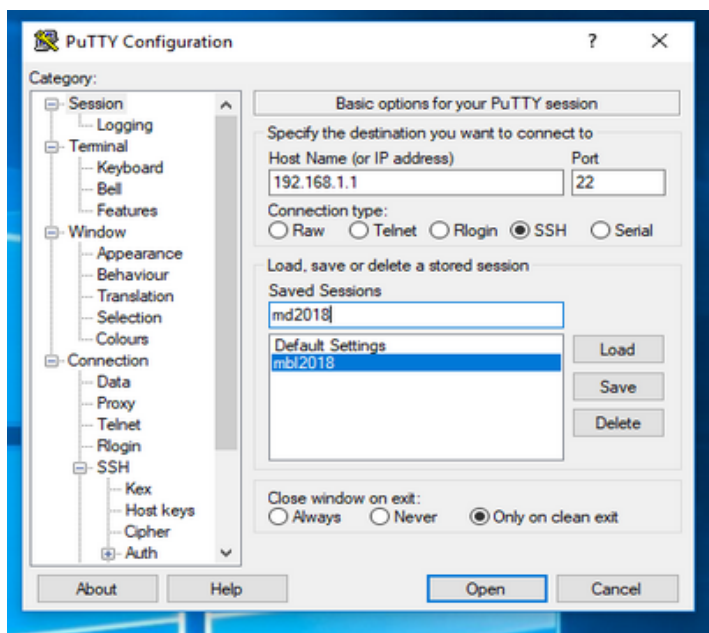 PuTTY Configuration
?
Category:
Session
Logging
Terminal
Keyboard
Bell
Features
Window
Appearance
Behaviour
Translation
Selection
Colours
Connection
Data
Proxy
Telnet
Rlogin
SSH
Kex
Host keys
Cipher
Auth
Basic options for your PuTTY session
Specify the destination you want to connect to
Host Name (or IP address) Port
192.168.1.1 22
Connection type:
Raw Telnet Rlogin SSH Serial
Load, save or delete a stored session
Saved Sessions
md2018
Default Settings
mbl2018
Load
Save
Delete
Close window on exit:
Always Never Only on clean exit
About Help Open Cancel